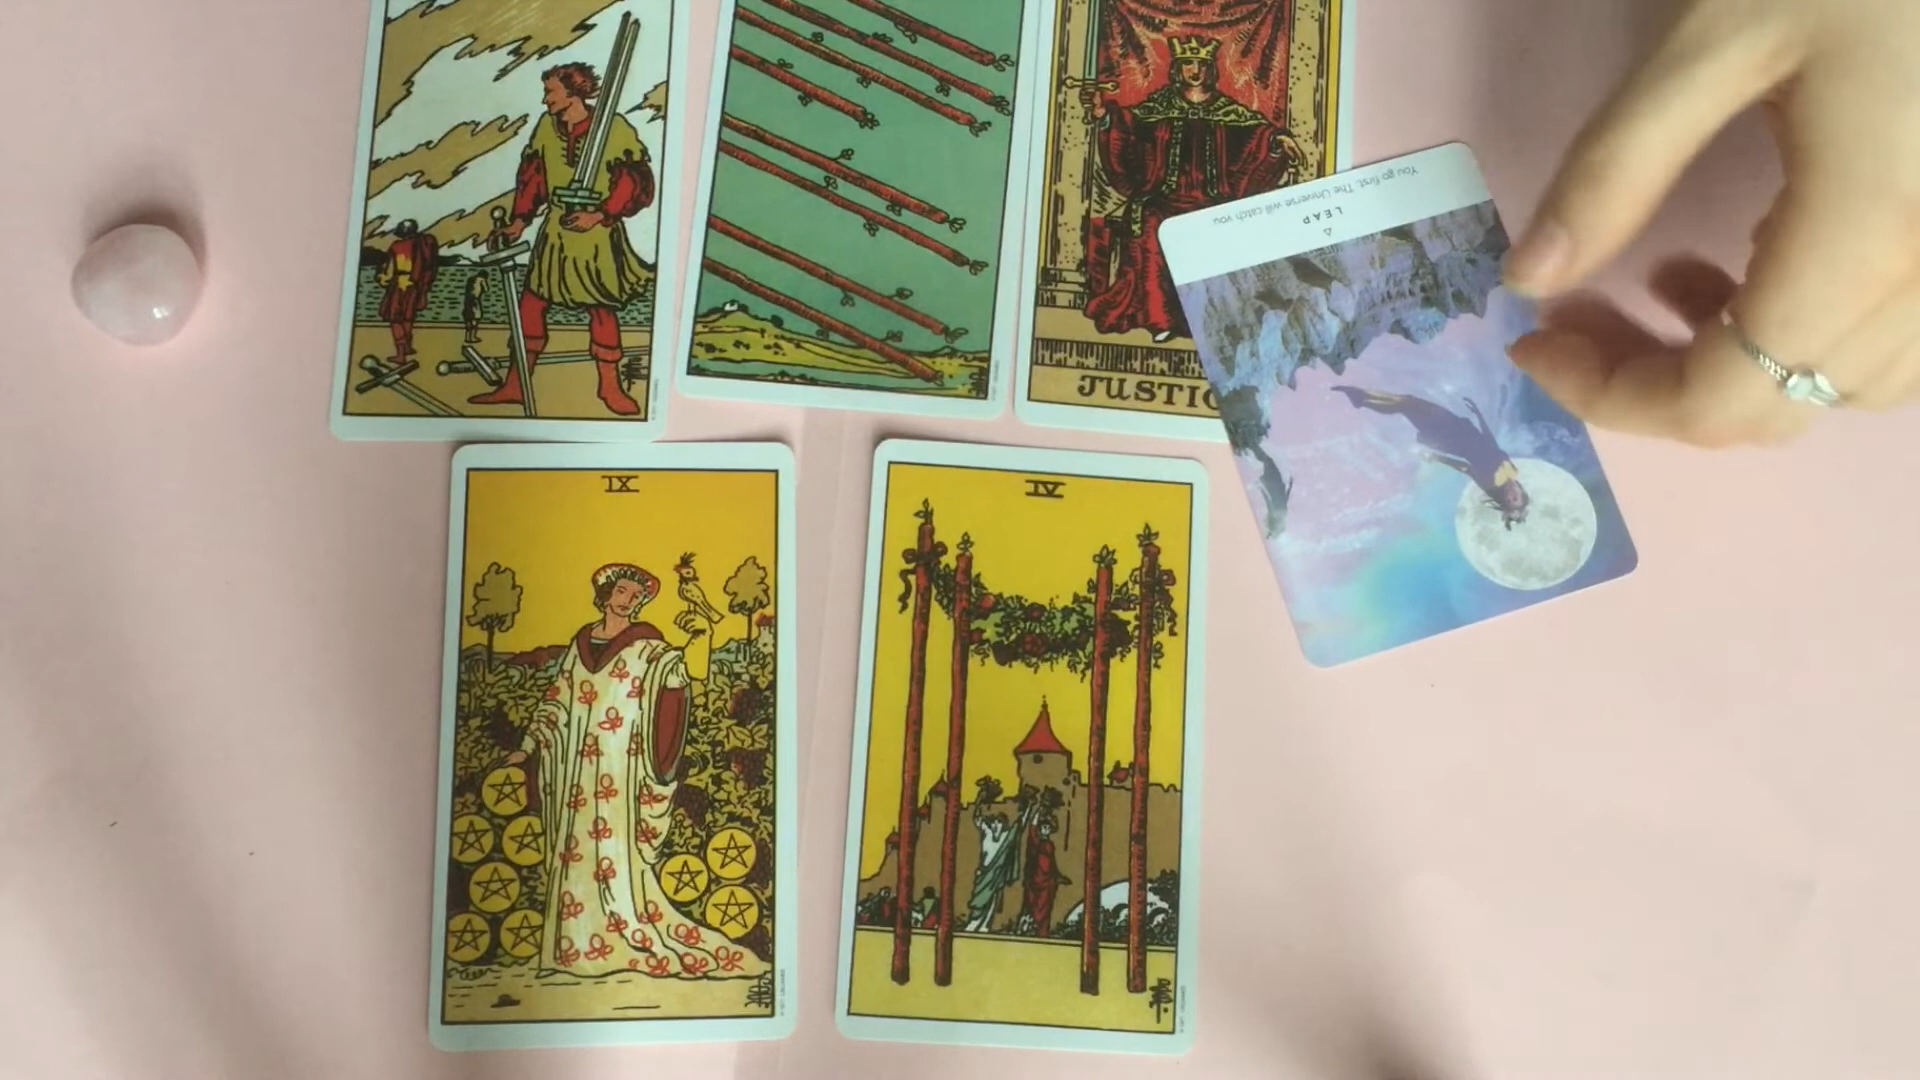 JUSTIC
You go first. The Universe will catch you
LEAP
IX
IV